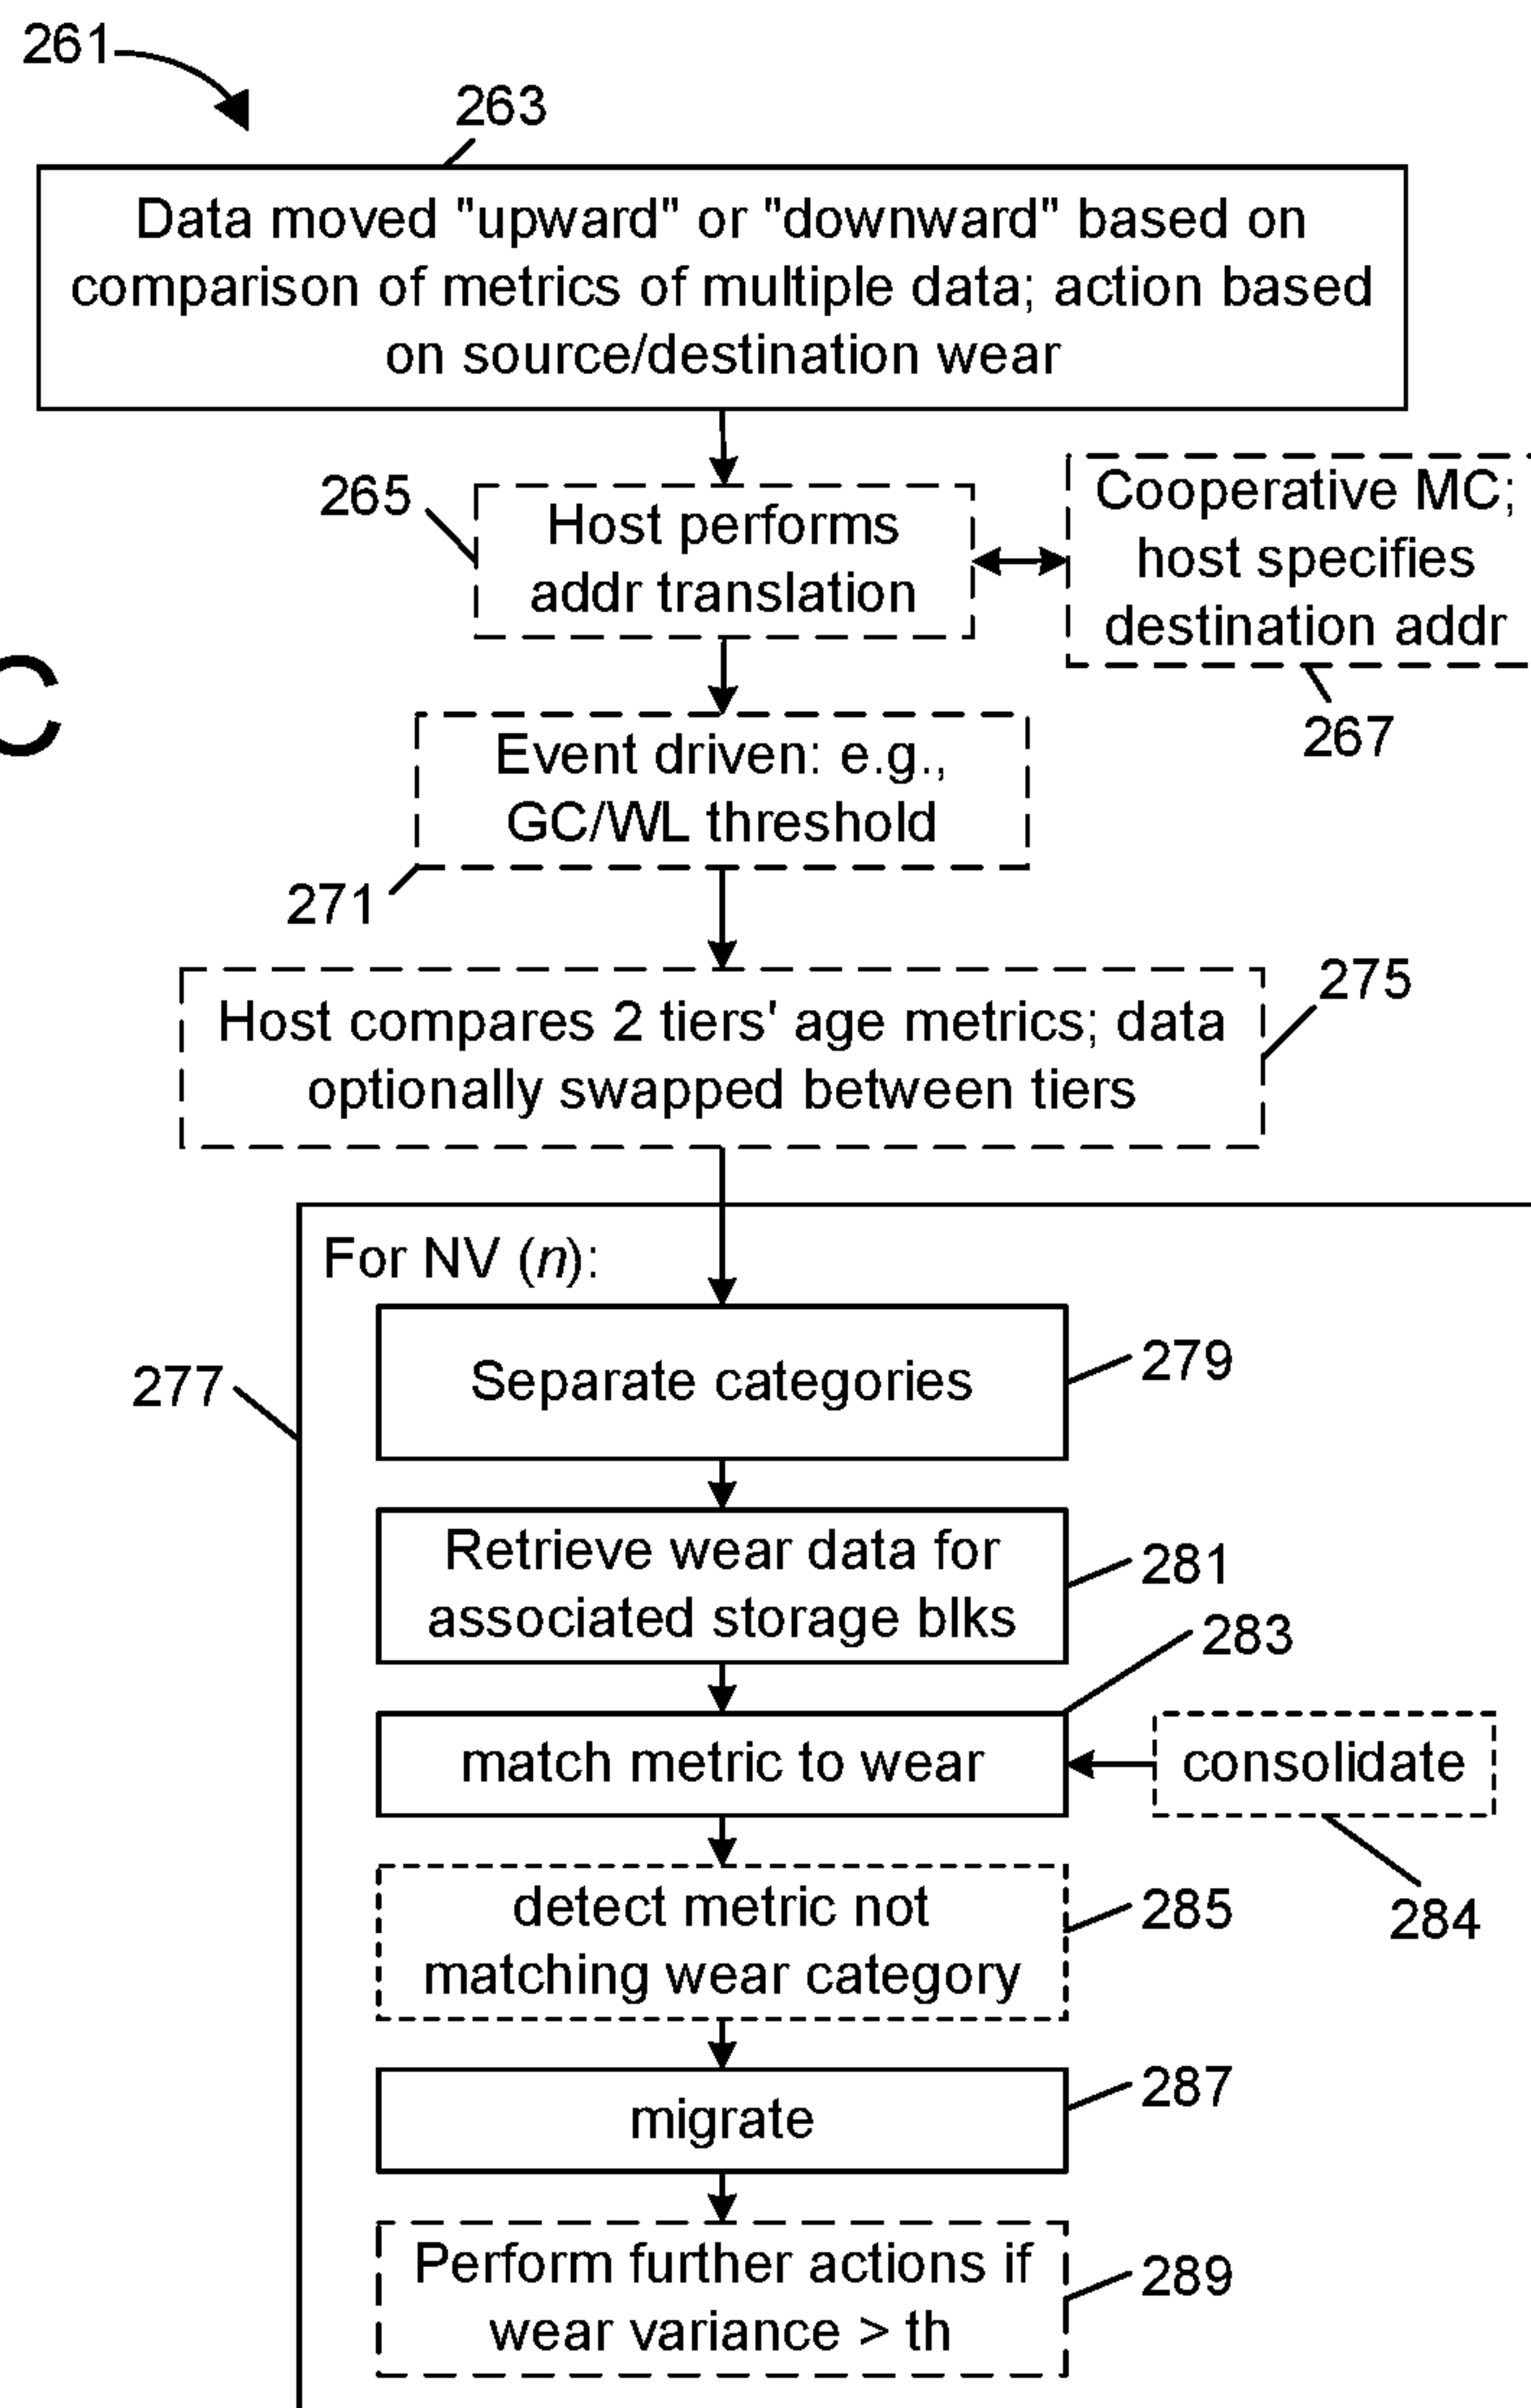 261
263
Data moved "upward" or "downward" based on
comparison of metrics of multiple data; action based
on source/destination wear
265
Host performs
addr translation
Cooperative MC;
host specifies
destination addr
267
C
Event driven: e.g.,
GC/WL threshold
271
275
Host compares 2 tiers' age metrics; data
optionally swapped between tiers
277
For NV (n):
Separate categories
279
Retrieve wear data for
associated storage blks
281
283
match metric to wear
consolidate
284
detect metric not
matching wear category
285
migrate
287
Perform further actions if
wear variance > th
289